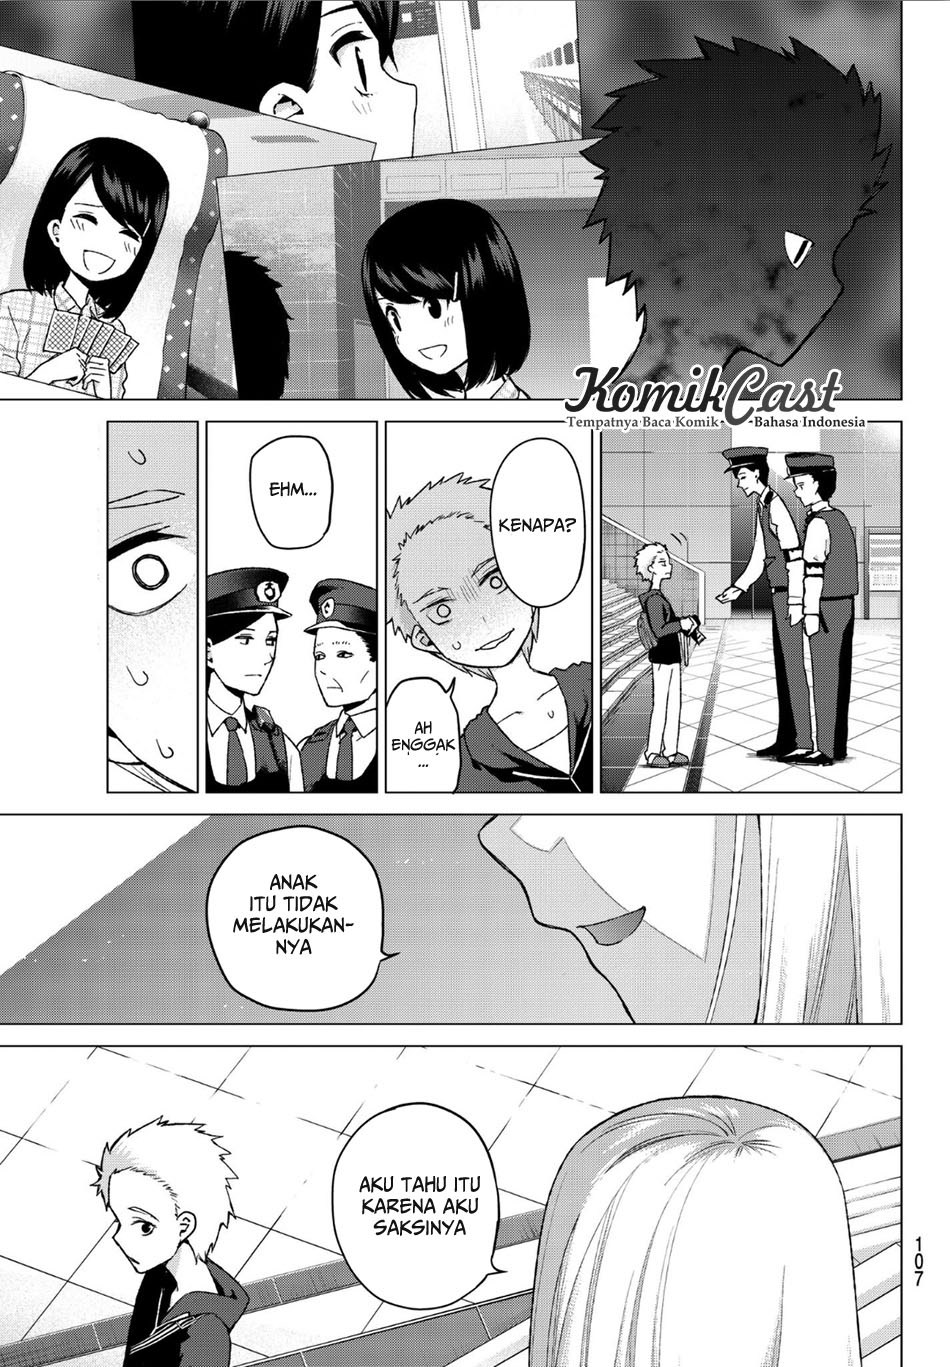 KomikCast
Tempatnya Baca Komik Bahasa Indonesia
KENAPA?
AH
ENGGAK
...
EHM...
ANAK
ITU TIDAK
MELAKUKAN-
NYA
AKU TAHU ITU
KARENA AKU
SAKSINYA
107